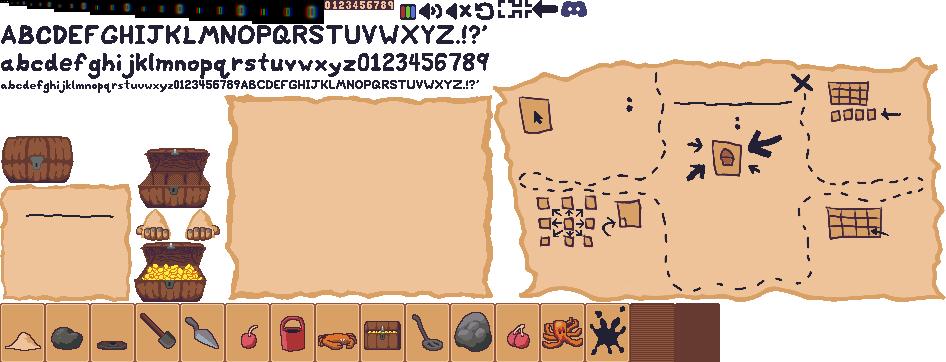 0123456789
ABCDEFGHIJKLMNOPQRSTUVWXYZ.!?'
abcdefghijklmnopqrstuvwxyz0123456789
abcdefghijklmnopqrstuvwxyz0123456789ABCDEFGHIJKLMNOPQRSTUVWXYZ.!?'